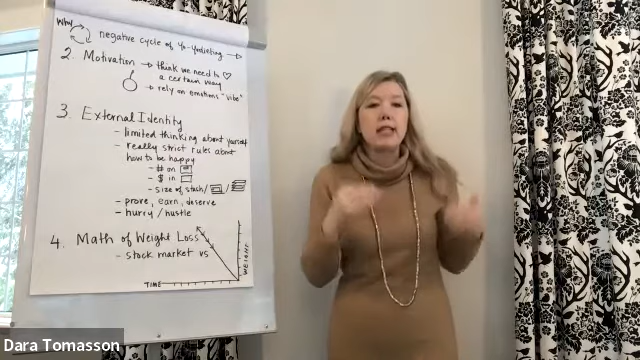 Why
negative cycle of Yo-Yodieting →
2. Motivation → think we need to ♡
a certain way
→ rely on emotions "vibe"
3. External Identity
- limited thinking about yourself
- really strict rules about
how to be happy
- # on
- $ in
- size of stash / /
- prove, earn, deserve
- hurry / hustle
4. Math of Weight Loss
- stock market vs
WEIGHT
TIME
Dara Tomasson